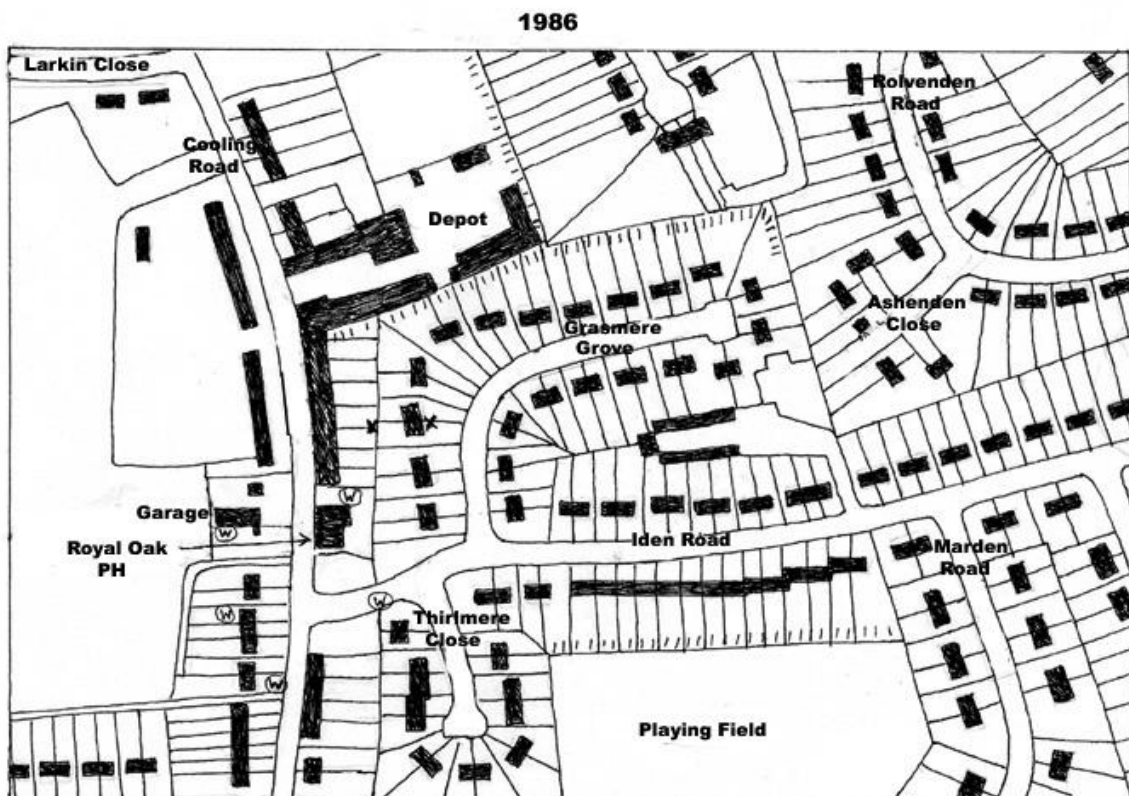 1986
Larkin Close
Rolvenden
Road
Cooling
Road
Depot
Ashenden
Close
Grasmere
Grove
W
Garage
W
Royal Oak
PH
Iden Road
Marden
Road
W
W
Thirlmere
Close
W
Playing Field